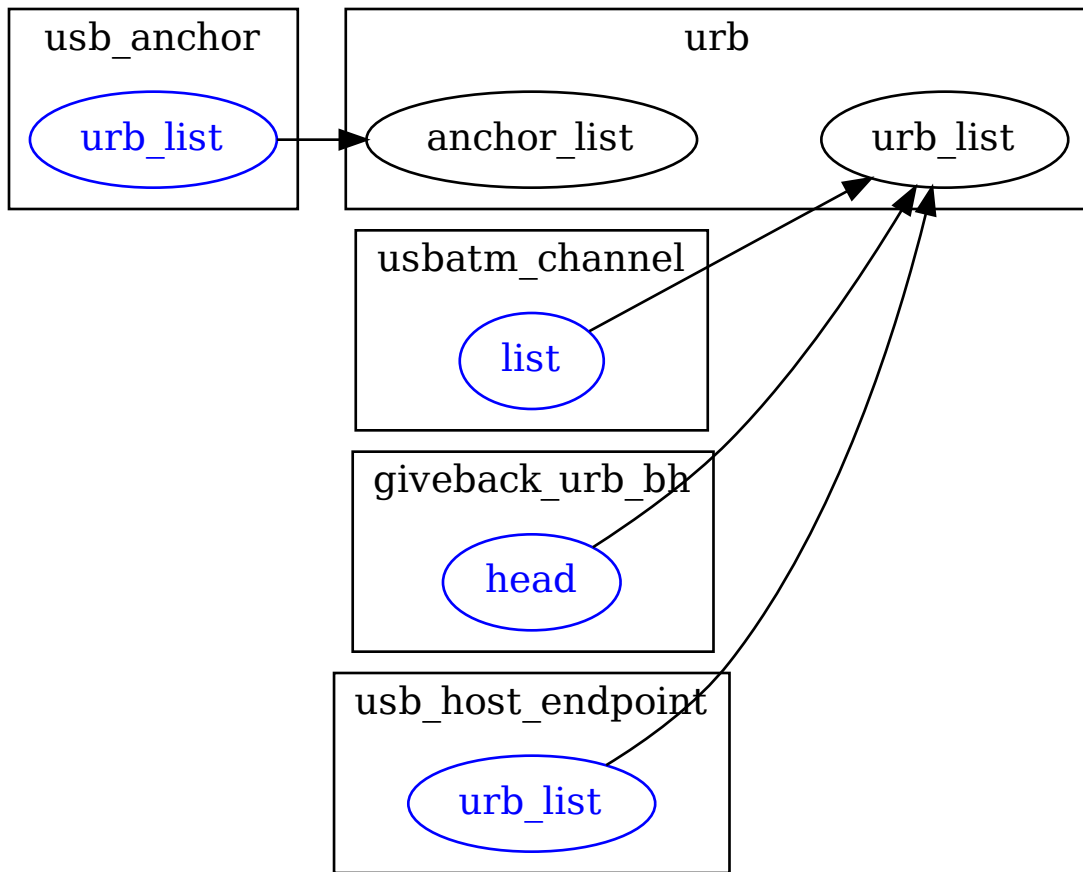 usb_anchor
urb_list
urb
anchor_list
urb_list
usbatm_channel
list
giveback_urb_bh
head
usb_host_endpoint
urb_list